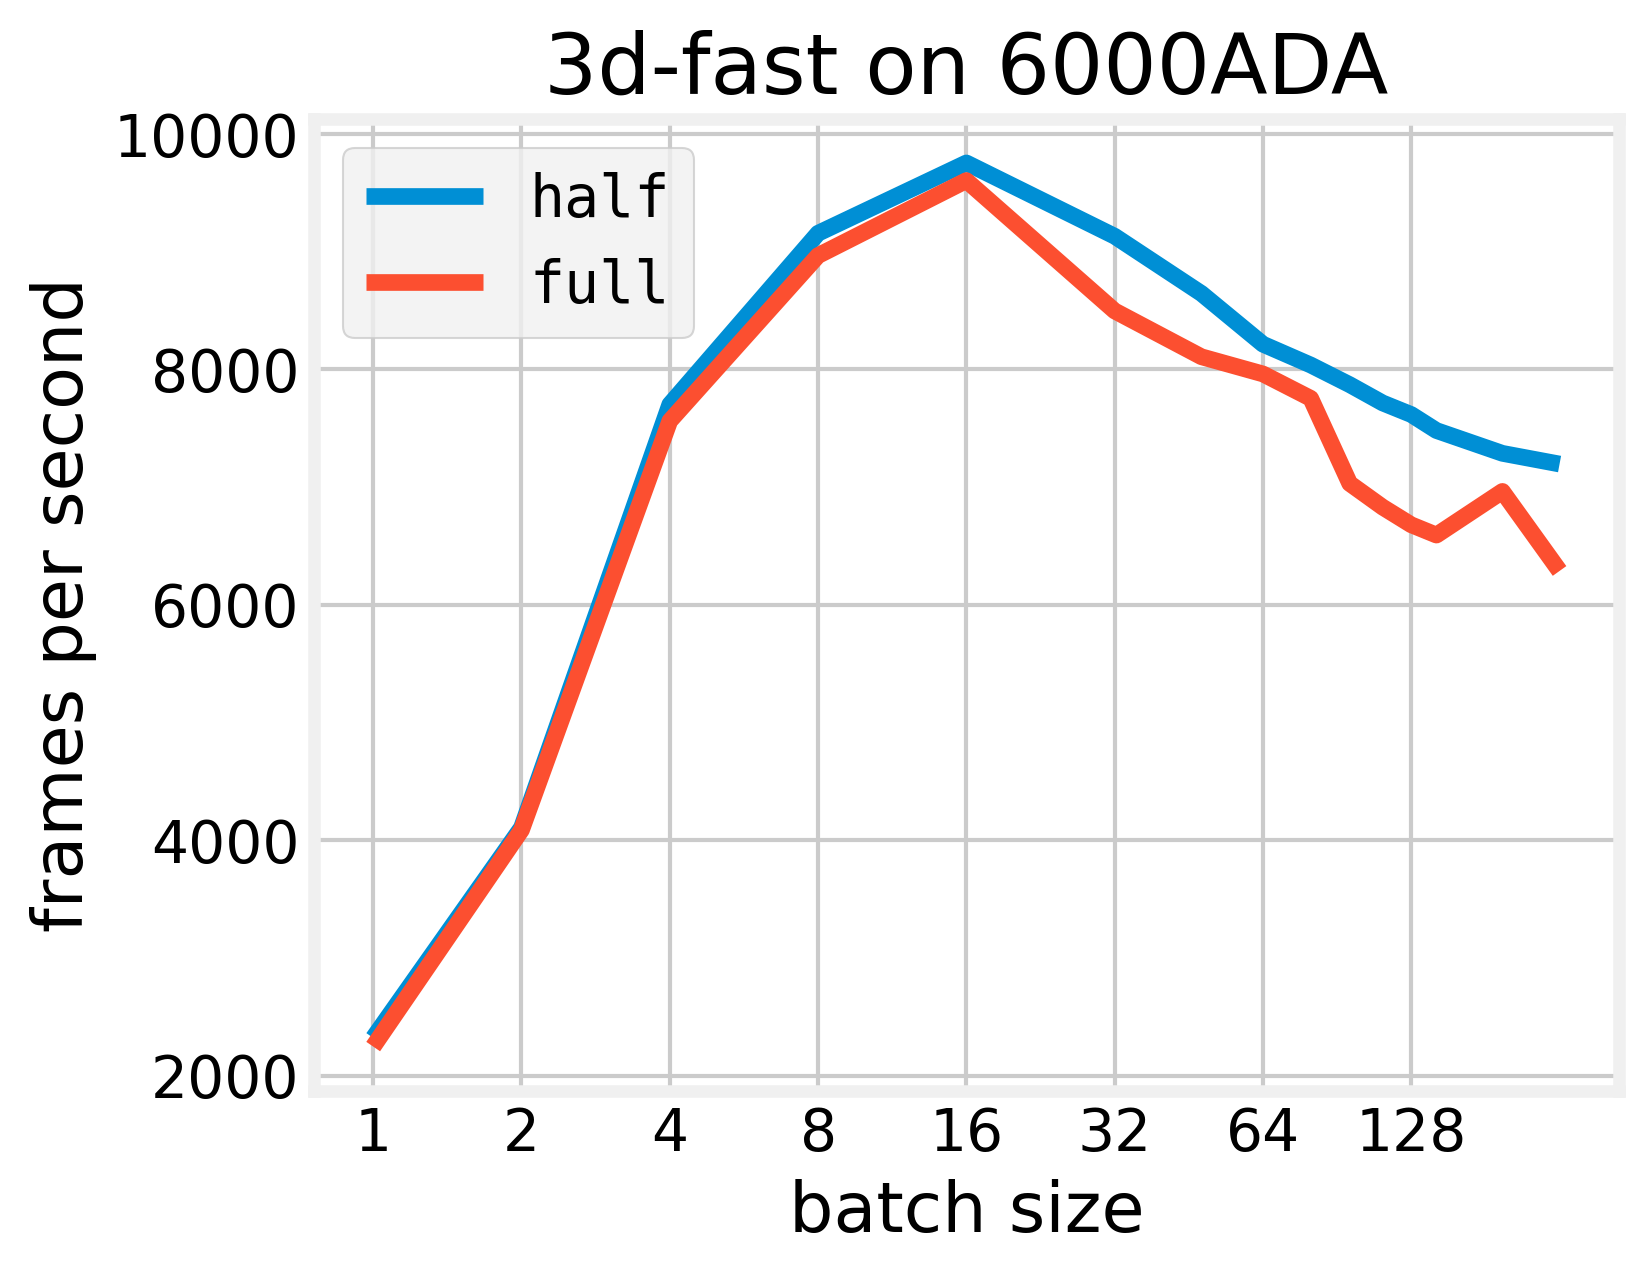 3d-fast on 6000ADA
half
full
frames per second
10000
8000
6000
4000
2000
1 2 4 8 16 32 64 128
batch size